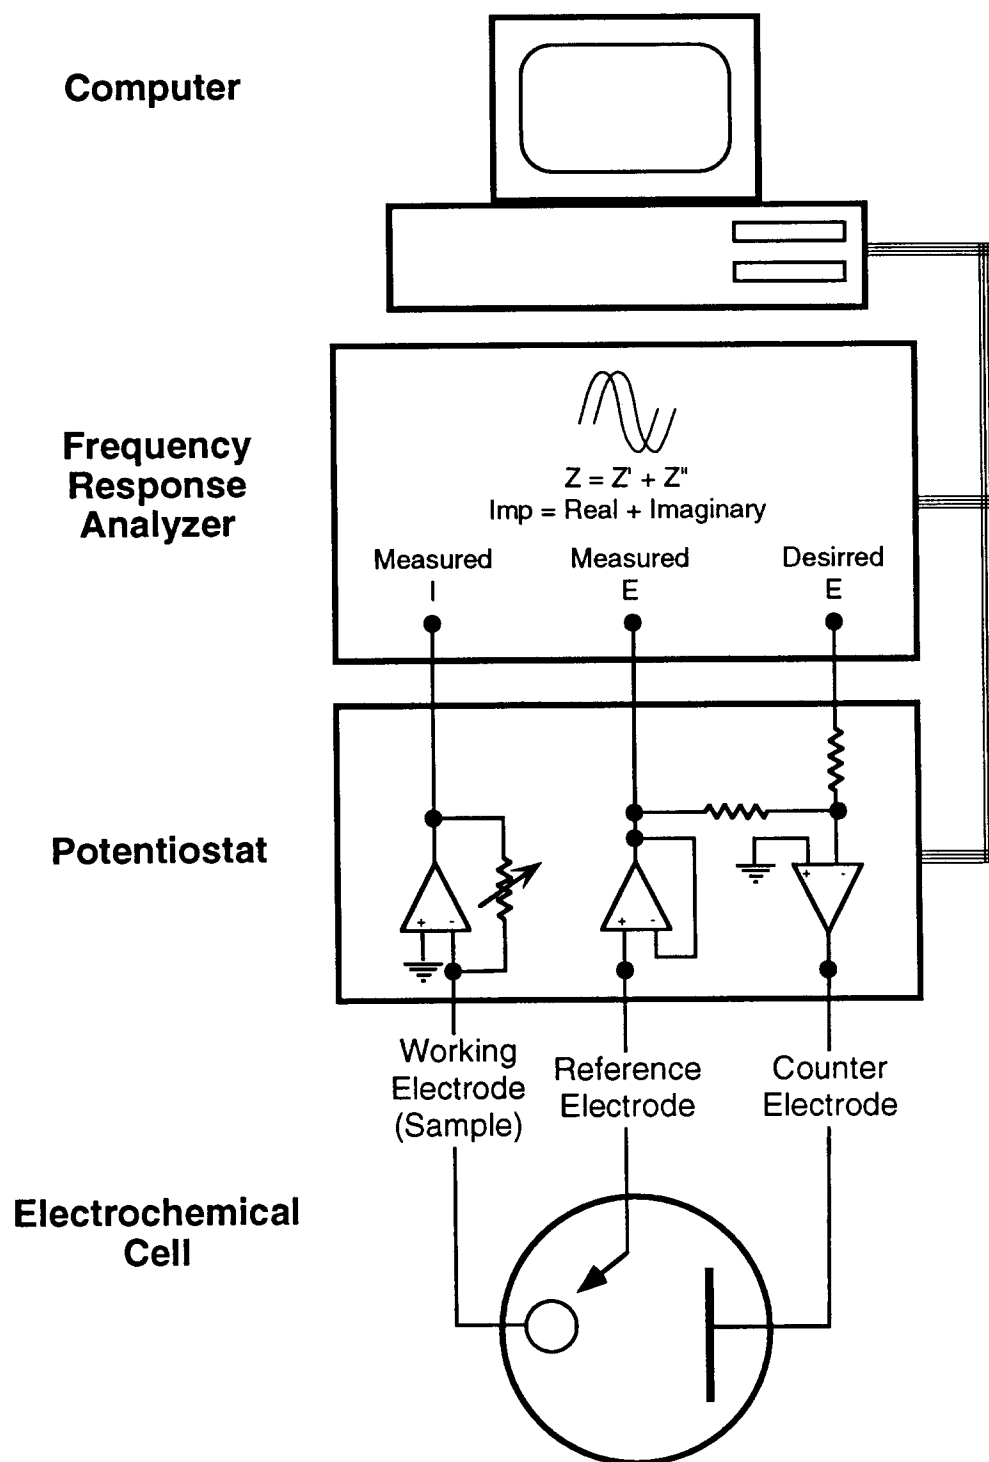 Computer
Frequency
Response
Analyzer
Z = Z' + Z"
Imp = Real + Imaginary
Measured
I
Measured
E
Desirred
E
Potentiostat
+ -
+ -
+ -
Working
Electrode
(Sample)
Reference
Electrode
Counter
Electrode
Electrochemical
Cell